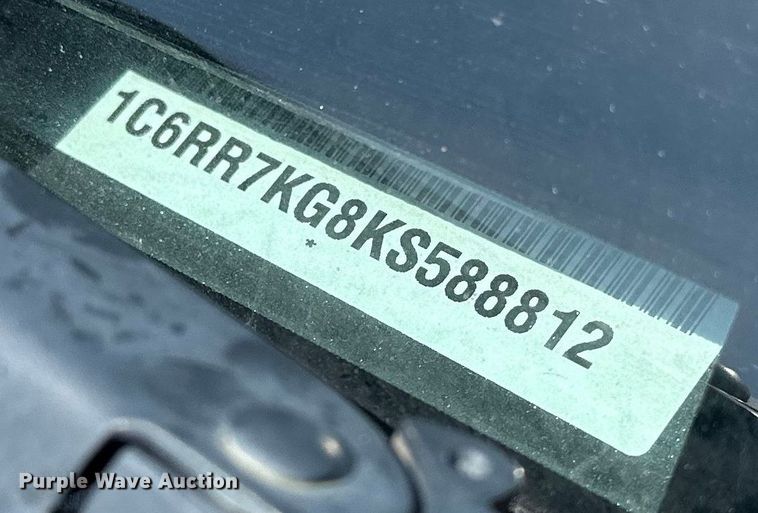 1C6RR7KG8KS588812
*
Purple Wave Auction